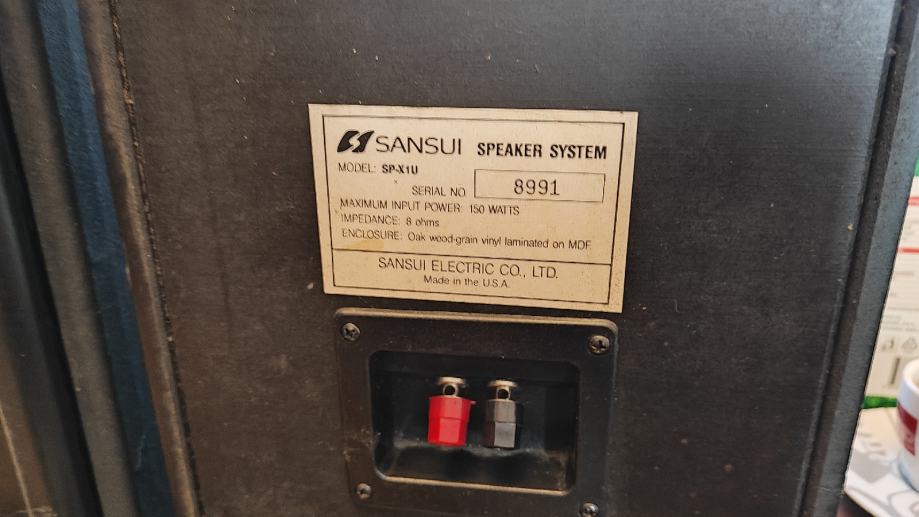 SANSUI SPEAKER SYSTEM
MODEL: SP-X1U
SERIAL NO. 8991
MAXIMUM INPUT POWER: 150 WATTS
IMPEDANCE: 8 ohms
ENCLOSURE: Oak wood-grain vinyl laminated on MDF.
SANSUI ELECTRIC CO., LTD.
Made in the U.S.A.